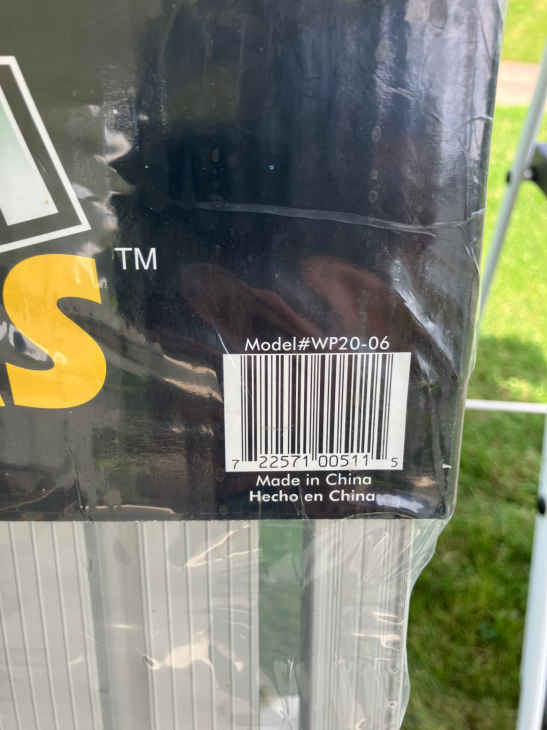 ™
S
Model#WP20-06
7 22571 00511 5
Made in China
Hecho en China